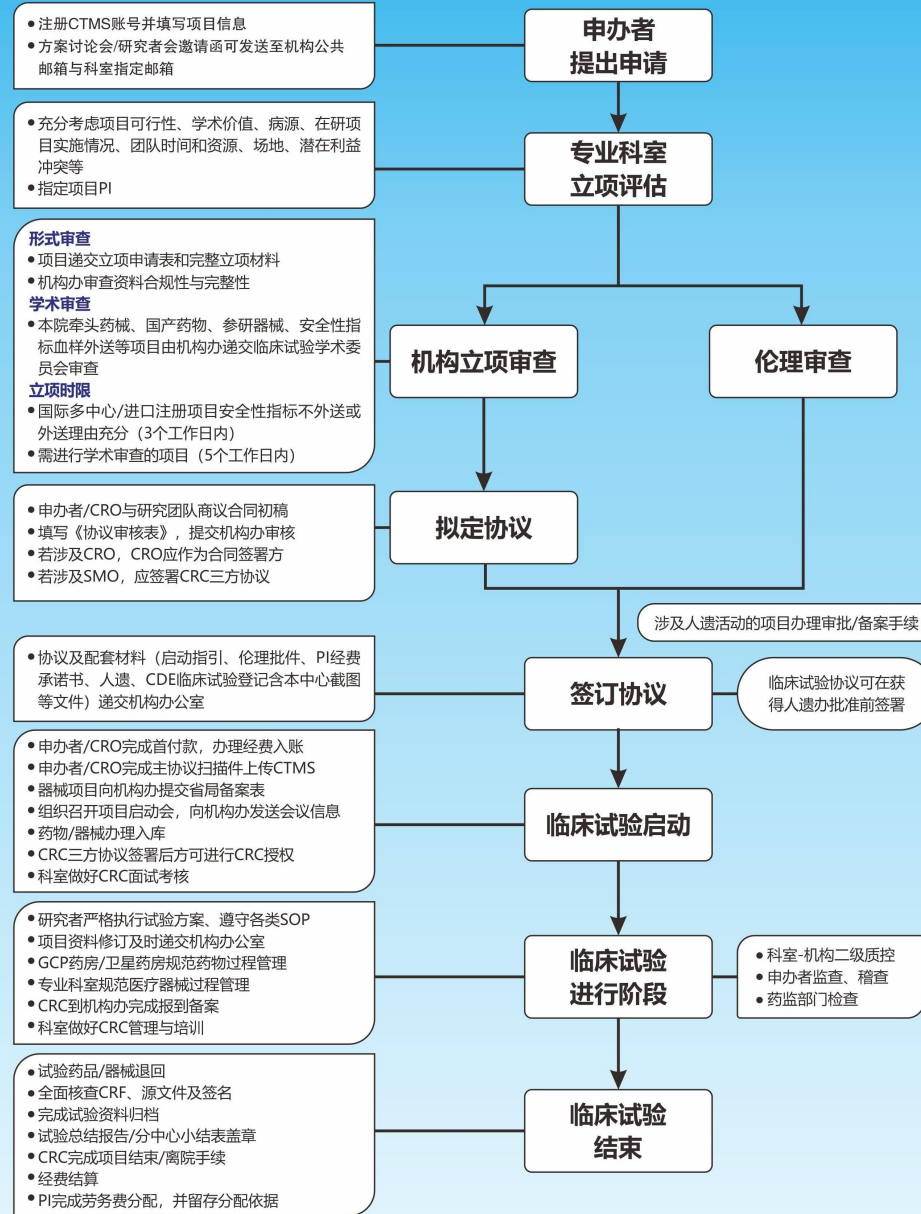 ● 注册CTMS账号并填写项目信息
● 方案讨论会/研究者会邀请函可发送至机构公共
邮箱与科室指定邮箱
申办者
提出申请
● 充分考虑项目可行性、学术价值、病源、在研项
目实施情况、团队时间和资源、场地、潜在利益
冲突等
● 指定项目PI
专业科室
立项评估
形式审查
● 项目递交立项申请表和完整立项材料
● 机构办审查资料合规性与完整性
学术审查
● 本院牵头药械、国产药物、参研器械、安全性指
标血样外送等项目由机构办递交临床试验学术委
员会审查
立项时限
● 国际多中心/进口注册项目安全性指标不外送或
外送理由充分（3个工作日内）
● 需进行学术审查的项目（5个工作日内）
机构立项审查
伦理审查
● 申办者/CRO与研究团队商议合同初稿
● 填写《协议审核表》，提交机构办审核
● 若涉及CRO，CRO应作为合同签署方
● 若涉及SMO，应签署CRC三方协议
拟定协议
涉及人遗活动的项目办理审批/备案手续
● 协议及配套材料（启动指引、伦理批件、PI经费
承诺书、人遗、CDE临床试验登记含本中心截图
等文件）递交机构办公室
签订协议
临床试验协议可在获
得人遗办批准前签署
● 申办者/CRO完成首付款，办理经费入账
● 申办者/CRO完成主协议扫描件上传CTMS
● 器械项目向机构办提交省局备案表
● 组织召开项目启动会，向机构办发送会议信息
● 药物/器械办理入库
● CRC三方协议签署后方可进行CRC授权
● 科室做好CRC面试考核
临床试验启动
● 研究者严格执行试验方案、遵守各类SOP
● 项目资料修订及时递交机构办公室
● GCP药房/卫星药房规范药物过程管理
● 专业科室规范医疗器械过程管理
● CRC到机构办完成报到备案
● 科室做好CRC管理与培训
临床试验
进行阶段
● 科室-机构二级质控
● 申办者监查、稽查
● 药监部门检查
● 试验药品/器械退回
● 全面核查CRF、源文件及签名
● 完成试验资料归档
● 试验总结报告/分中心小结表盖章
● CRC完成项目结束/离院手续
● 经费结算
● PI完成劳务费分配，并留存分配依据
临床试验
结束